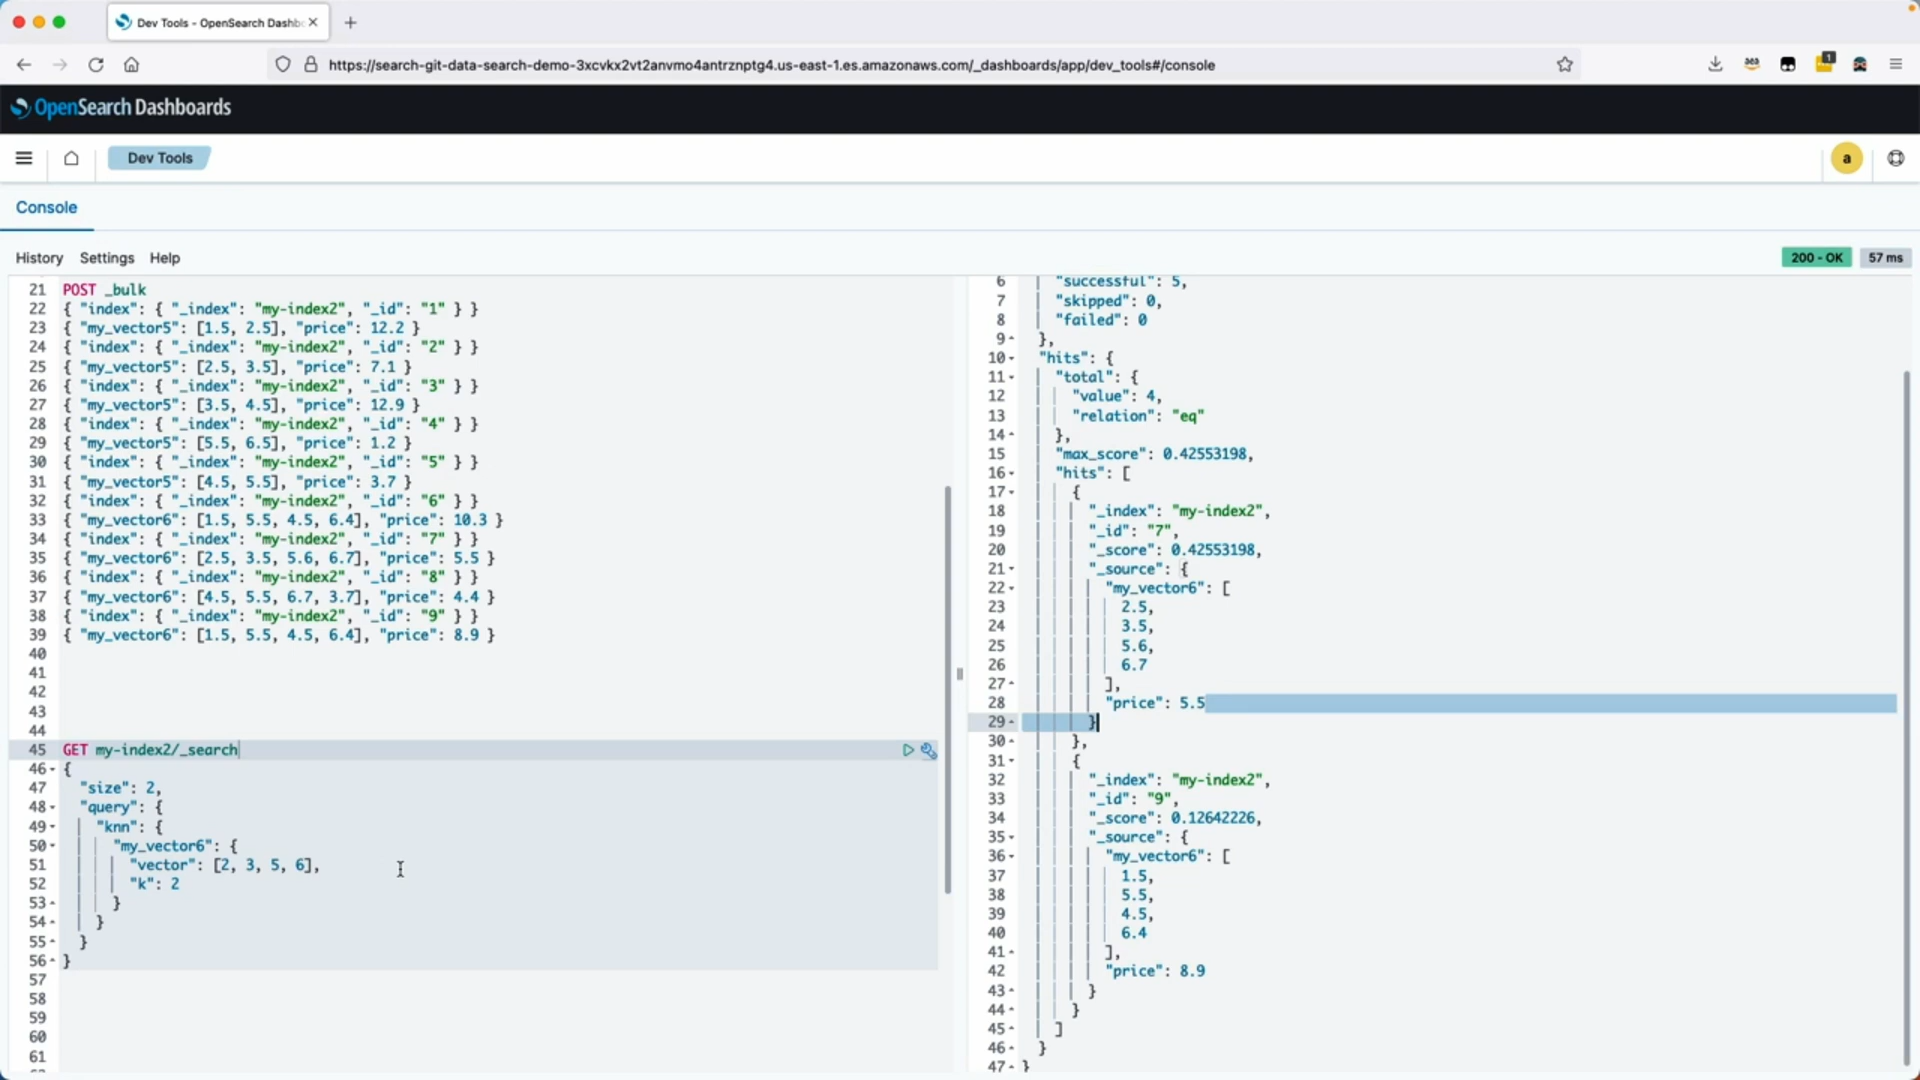 Dev Tools - OpenSearch Dashb
https://search-git-data-search-demo-3xcvkx2vt2anvmo4antrznptg4.us-east-1.es.amazonaws.com/_dashboards/app/dev_tools#/console
1
OpenSearch Dashboards
Dev Tools
a
Console
History Settings Help
200 - OK 57 ms
21 POST _bulk
22 { "index": { "_index": "my-index2", "_id": "1" } }
23 { "my_vector5": [1.5, 2.5], "price": 12.2 }
24 { "index": { "_index": "my-index2", "_id": "2" } }
25 { "my_vector5": [2.5, 3.5], "price": 7.1 }
26 { "index": { "_index": "my-index2", "_id": "3" } }
27 { "my_vector5": [3.5, 4.5], "price": 12.9 }
28 { "index": { "_index": "my-index2", "_id": "4" } }
29 { "my_vector5": [5.5, 6.5], "price": 1.2 }
30 { "index": { "_index": "my-index2", "_id": "5" } }
31 { "my_vector5": [4.5, 5.5], "price": 3.7 }
32 { "index": { "_index": "my-index2", "_id": "6" } }
33 { "my_vector6": [1.5, 5.5, 4.5, 6.4], "price": 10.3 }
34 { "index": { "_index": "my-index2", "_id": "7" } }
35 { "my_vector6": [2.5, 3.5, 5.6, 6.7], "price": 5.5 }
36 { "index": { "_index": "my-index2", "_id": "8" } }
37 { "my_vector6": [4.5, 5.5, 6.7, 3.7], "price": 4.4 }
38 { "index": { "_index": "my-index2", "_id": "9" } }
39 { "my_vector6": [1.5, 5.5, 4.5, 6.4], "price": 8.9 }
40
41
42
43
44
45 GET my-index2/_search
46 {
47 "size": 2,
48 "query": {
49 "knn": {
50 "my_vector6": {
51 "vector": [2, 3, 5, 6],
52 "k": 2
53 }
54 }
55 }
56 }
57
58
59
60
61
6 "successful": 5,
7 "skipped": 0,
8 "failed": 0
9 },
10 "hits": {
11 "total": {
12 "value": 4,
13 "relation": "eq"
14 },
15 "max_score": 0.42553198,
16 "hits": [
17 {
18 "_index": "my-index2",
19 "_id": "7",
20 "_score": 0.42553198,
21 "_source": {
22 "my_vector6": [
23 2.5,
24 3.5,
25 5.6,
26 6.7
27 ],
28 "price": 5.5
29 }
30 },
31 {
32 "_index": "my-index2",
33 "_id": "9",
34 "_score": 0.12642226,
35 "_source": {
36 "my_vector6": [
37 1.5,
38 5.5,
39 4.5,
40 6.4
41 ],
42 "price": 8.9
43 }
44 }
45 ]
46 }
47 }